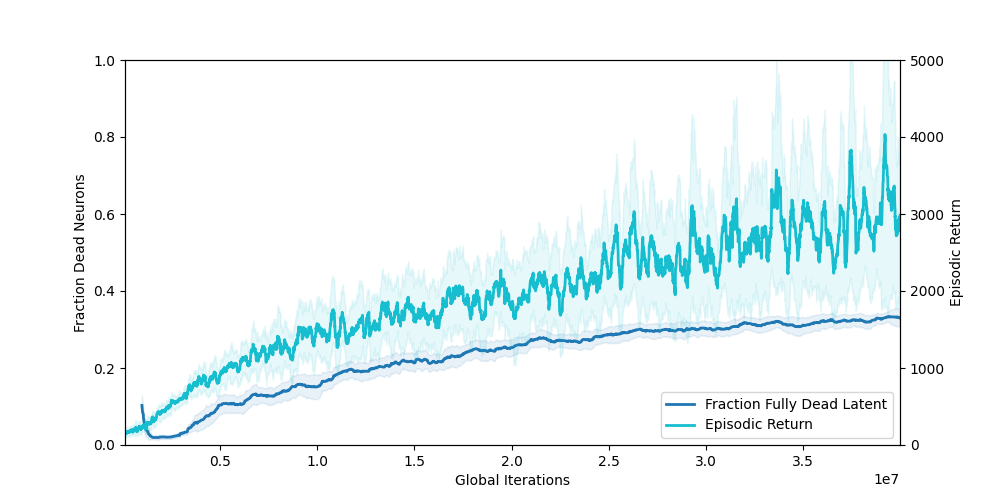 1.0
0.8
0.6
0.4
0.2
0.0
Fraction Dead Neurons
5000
4000
3000
2000
1000
0
Episodic Return
Fraction Fully Dead Latent
Episodic Return
0.5 1.0 1.5 2.0 2.5 3.0 3.5
1e7
Global Iterations